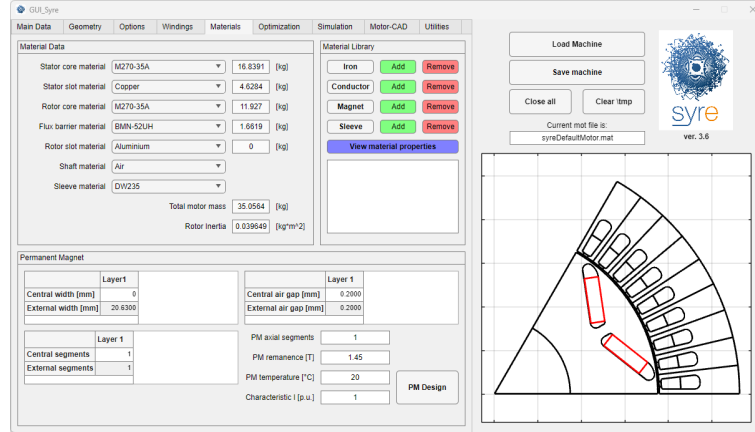 GUI_Syre
Main Data Geometry Options Windings Materials Optimization Simulation Motor-CAD Utilities
Material Data
Stator core material M270-35A 16.8391 [kg]
Stator slot material Copper 4.6284 [kg]
Rotor core material M270-35A 11.927 [kg]
Flux barrier material BMN-52UH 1.6619 [kg]
Rotor slot material Aluminium 0 [kg]
Shaft material Air
Sleeve material DW235
Total motor mass 35.0564 [kg]
Rotor Inertia 0.039649 [kg*m^2]
Material Library
Iron Add Remove
Conductor Add Remove
Magnet Add Remove
Sleeve Add Remove
View material properties
Permanent Magnet
Layer1
Central width [mm] 0
External width [mm] 20.6300
Layer 1
Central air gap [mm] 0.2000
External air gap [mm] 0.2000
Layer 1
Central segments 1
External segments 1
PM axial segments 1
PM remanence [T] 1.45
PM temperature [°C] 20
Characteristic I [p.u.] 1
PM Design
Load Machine
Save machine
Close all Clear \tmp
Current mot file is:
syreDefaultMotor.mat
syre
ver. 3.6